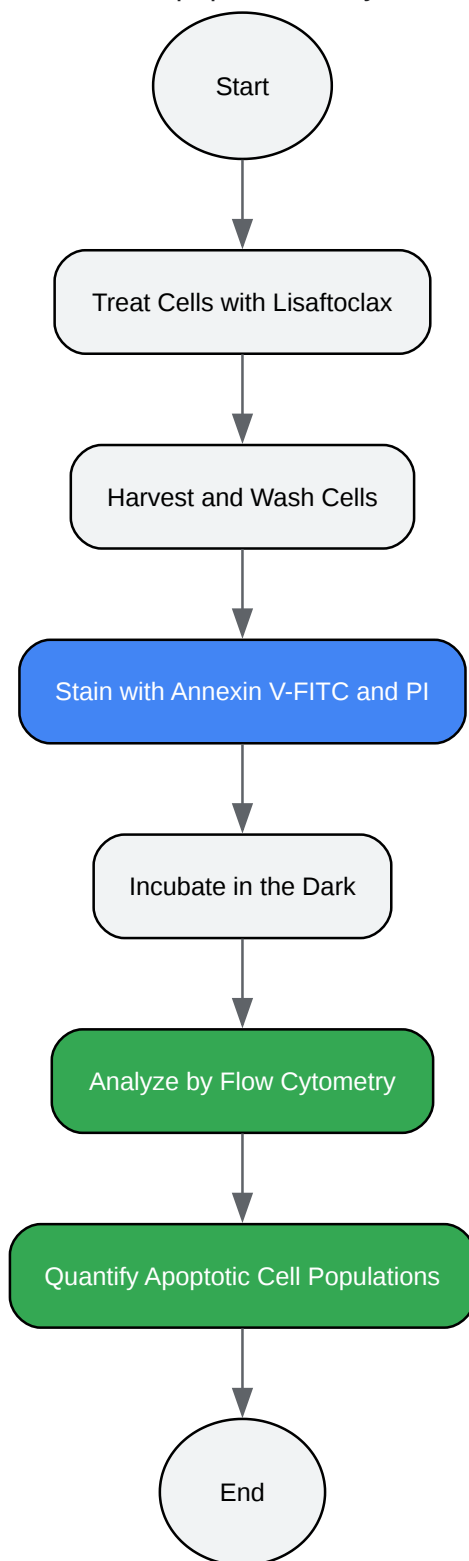 Start
Treat Cells with Lisaftoclax
Harvest and Wash Cells
Stain with Annexin V-FITC and PI
Incubate in the Dark
Analyze by Flow Cytometry
Quantify Apoptotic Cell Populations
End